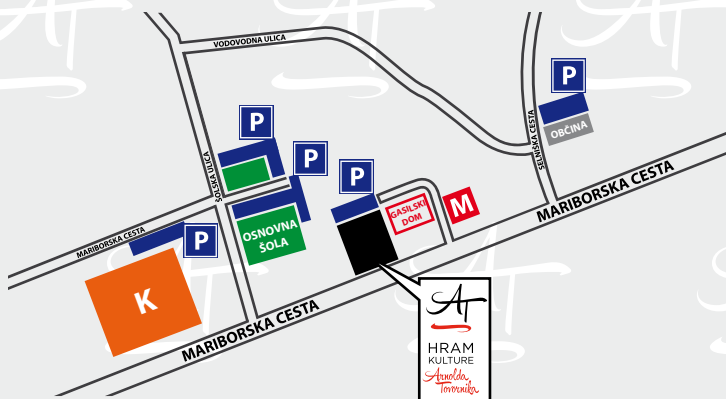 VODOVODNA ULICA
P
P
OBČINA
SELNIŠKA CESTA
P
P
P
ŠOLSKA ULICA
MARIBORSKA CESTA
GASILSKI
DOM
M
MARIBORSKA CESTA
OSNOVNA
ŠOLA
P
K
MARIBORSKA CESTA
AT
HRAM
KULTURE
Arnolda
Tovornika